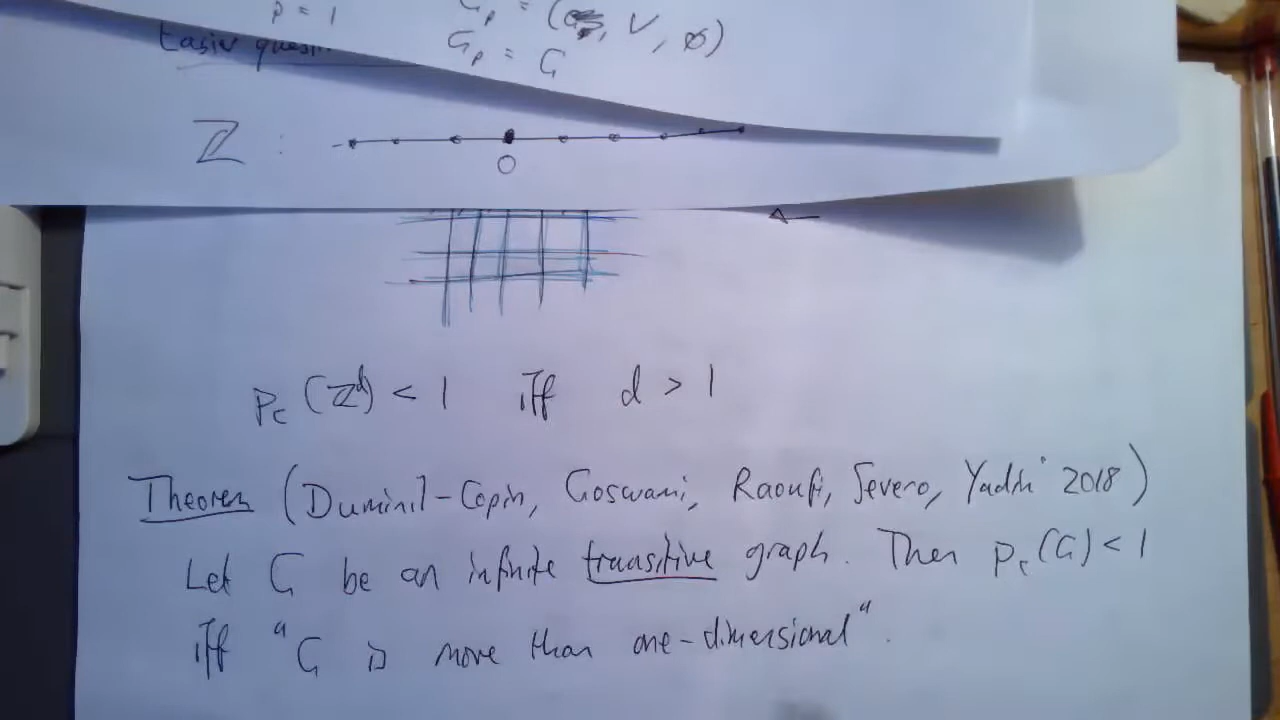 p = 1
G_p = (V, ∅)
Easier
G_p = G
ℤ :
0
p_c (ℤ^d) < 1 iff d > 1
Theorem (Duminil-Copin, Goswami, Raoufi, Severo, Yadin 2018)
Let G be an infinite transitive graph. Then p_c(G) < 1
iff "G is more than one-dimensional".